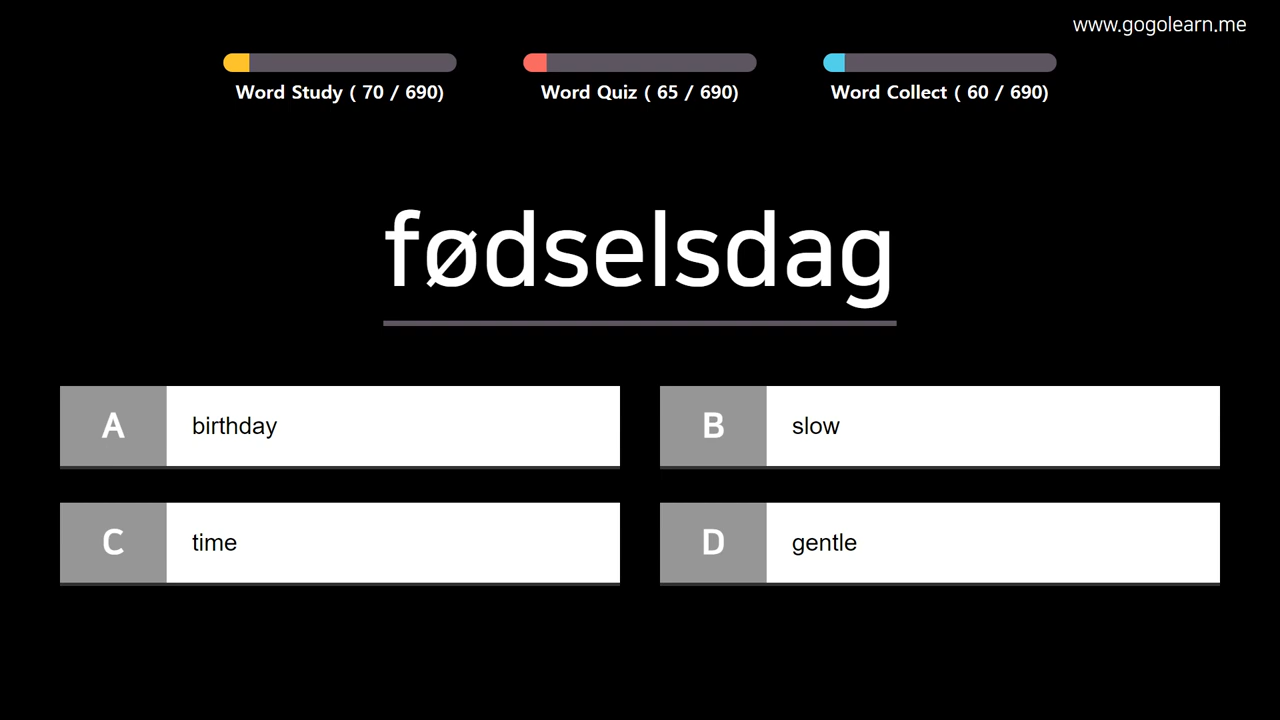 www.gogolearn.me
Word Study ( 70 / 690)
Word Quiz ( 65 / 690)
Word Collect ( 60 / 690)
fødselsdag
A birthday
B slow
C time
D gentle